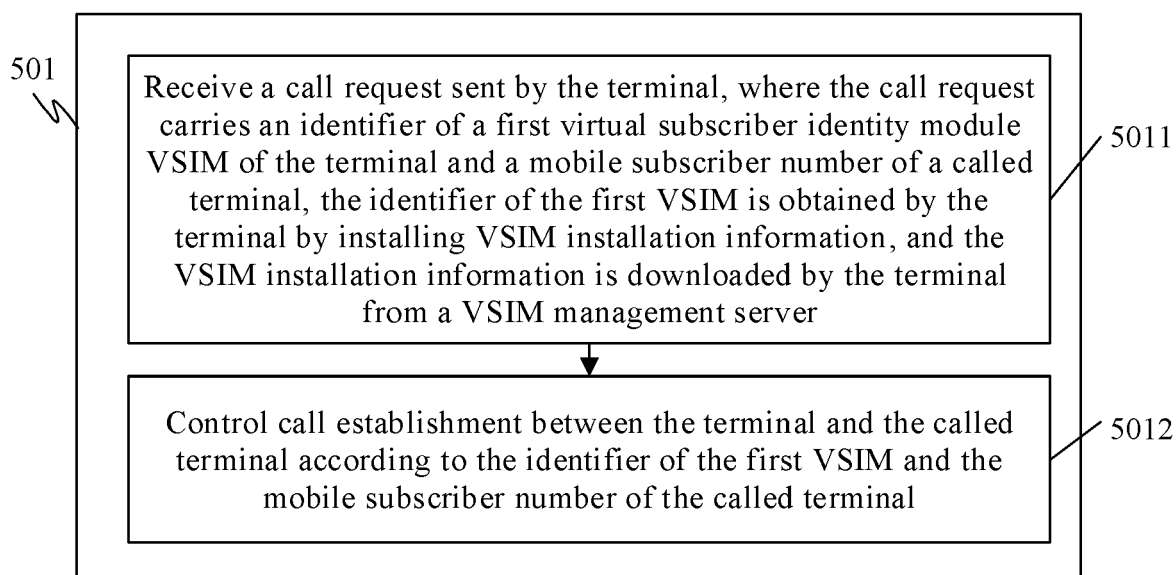 501
Receive a call request sent by the terminal, where the call request
carries an identifier of a first virtual subscriber identity module
VSIM of the terminal and a mobile subscriber number of a called
terminal, the identifier of the first VSIM is obtained by the
terminal by installing VSIM installation information, and the
VSIM installation information is downloaded by the terminal
from a VSIM management server
5011
Control call establishment between the terminal and the called
terminal according to the identifier of the first VSIM and the
mobile subscriber number of the called terminal
5012